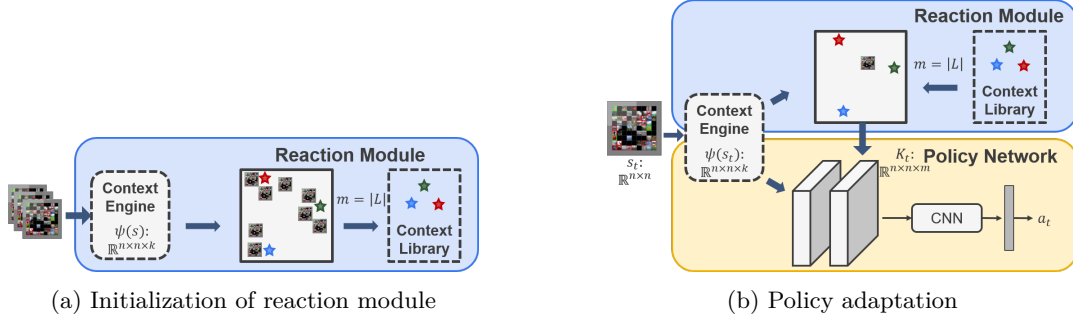 Reaction Module
Context
Engine
ψ(s):
ℝ^{n×n×k}
m = |L|
Context
Library
(a) Initialization of reaction module
Reaction Module
s_t:
ℝ^{n×n}
Context
Engine
ψ(s_t):
ℝ^{n×n×k}
m = |L|
Context
Library
K_t:
ℝ^{n×n×m}
Policy Network
CNN
a_t
(b) Policy adaptation